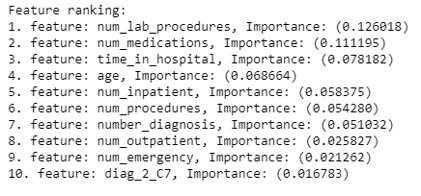 Feature ranking:
1. feature: num_lab_procedures, Importance: (0.126018)
2. feature: num_medications, Importance: (0.111195)
3. feature: time_in_hospital, Importance: (0.078182)
4. feature: age, Importance: (0.068664)
5. feature: num_inpatient, Importance: (0.058375)
6. feature: num_procedures, Importance: (0.054280)
7. feature: number_diagnosis, Importance: (0.051032)
8. feature: num_outpatient, Importance: (0.025827)
9. feature: num_emergency, Importance: (0.021262)
10. feature: diag_2_C7, Importance: (0.016783)